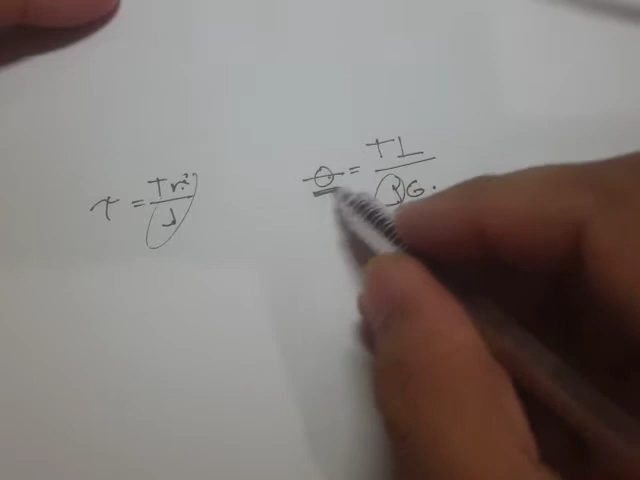 τ = Tr / J
θ = TL / JG.